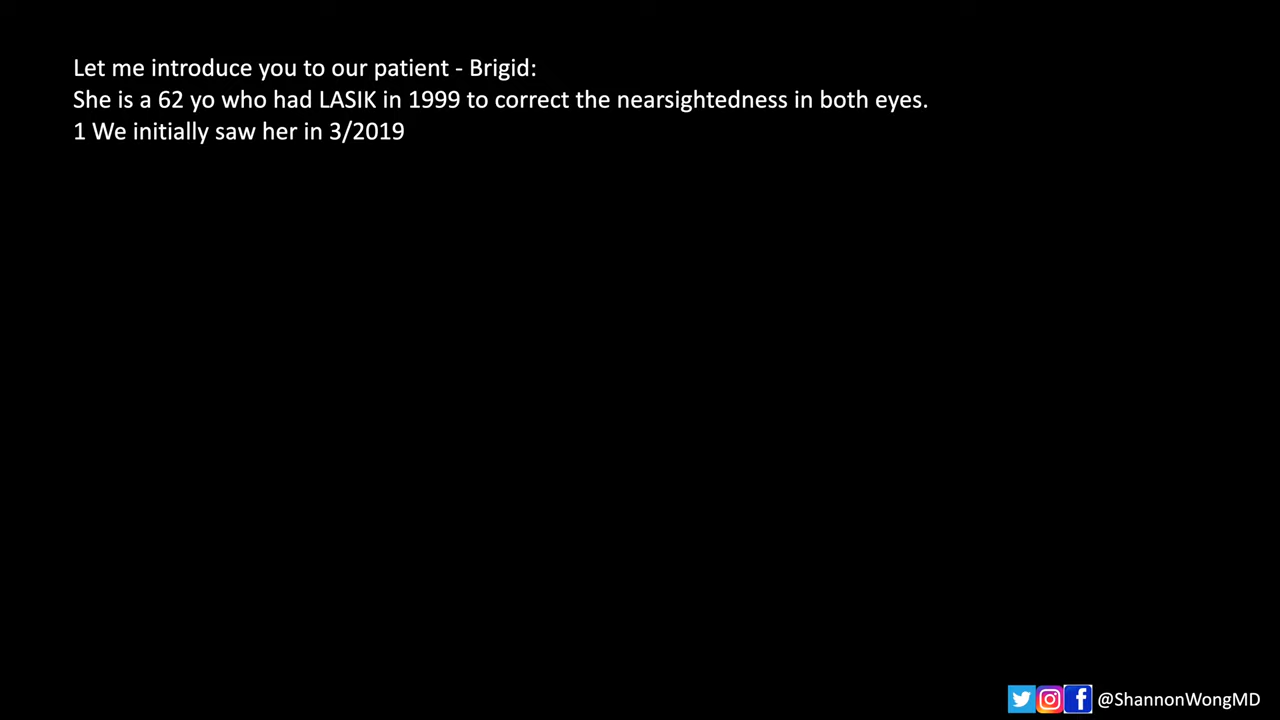 Let me introduce you to our patient - Brigid:
She is a 62 yo who had LASIK in 1999 to correct the nearsightedness in both eyes.
1 We initially saw her in 3/2019
@ShannonWongMD